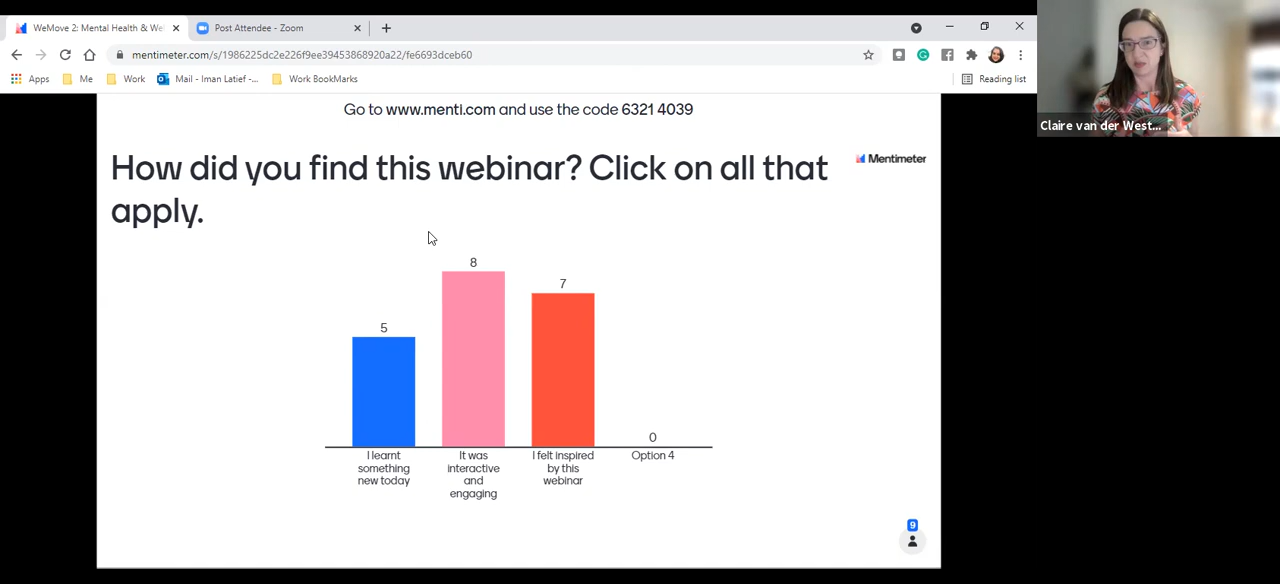 WeMove 2: Mental Health & We
Post Attendee - Zoom
mentimeter.com/s/1986225dc2e226f9ee39453868920a22/fe6be3dceb60
Apps Me Work Mail - Iman Latief -... Work BookMarks Reading list
Claire van der West...
Go to www.menti.com and use the code 6321 4039
How did you find this webinar? Click on all that
apply.
Mentimeter
5
8
7
0
I learnt
something
new today
It was
interactive
and
engaging
I felt inspired
by this
webinar
Option 4
9